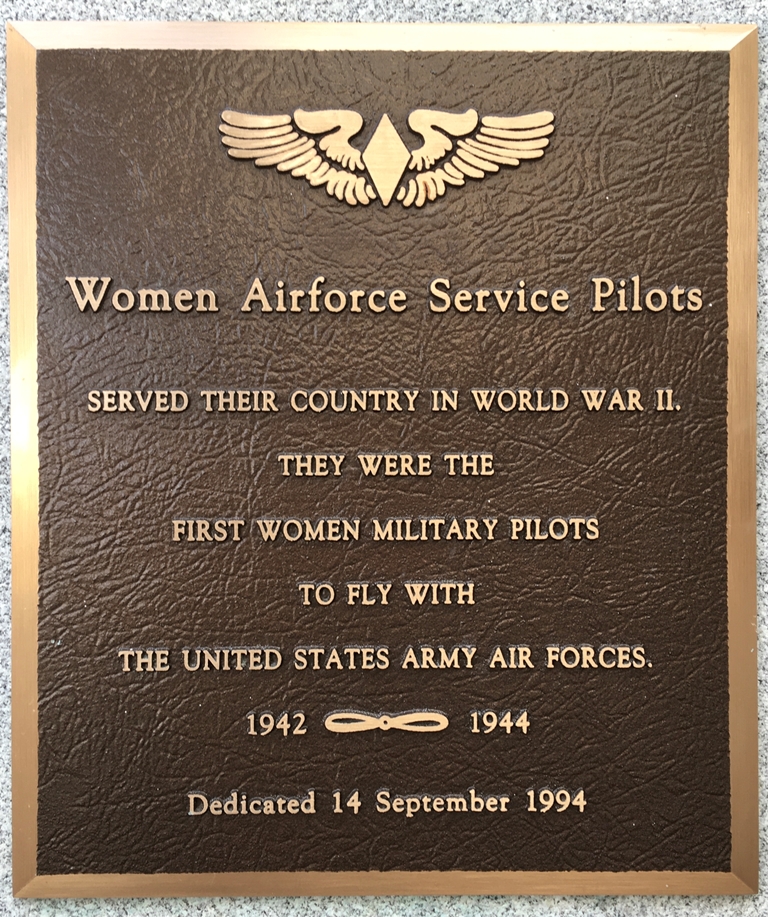 Women Airforce Service Pilots
SERVED THEIR COUNTRY IN WORLD WAR II.
THEY WERE THE
FIRST WOMEN MILITARY PILOTS
TO FLY WITH
THE UNITED STATES ARMY AIR FORCES.
1942 1944
Dedicated 14 September 1994